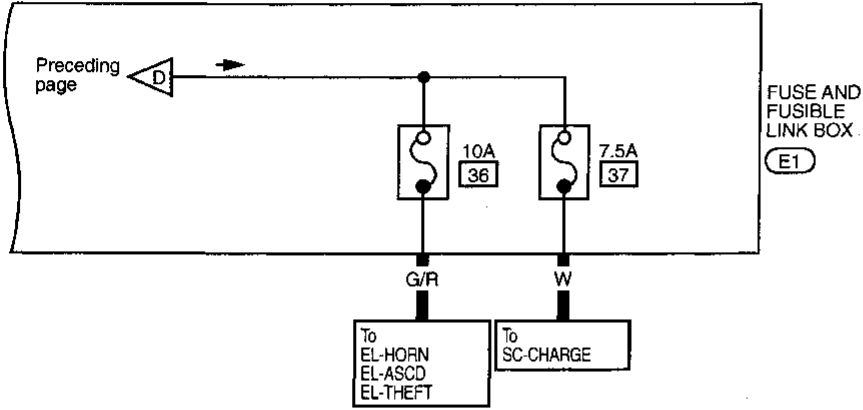 Preceding
page
D
FUSE AND
FUSIBLE
LINK BOX
E1
10A
36
7.5A
37
G/R
W
To
EL-HORN
EL-ASCD
EL-THEFT
To
SC-CHARGE